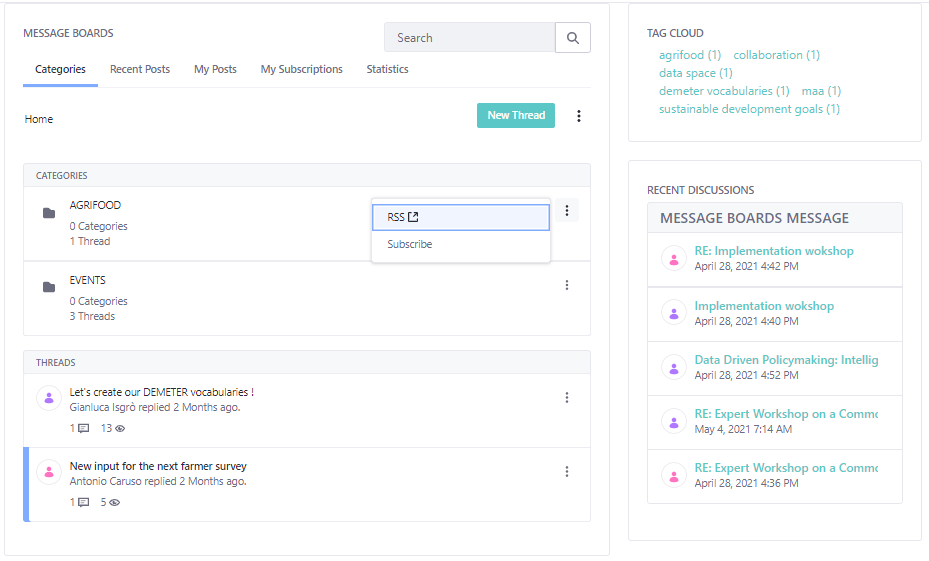 MESSAGE BOARDS
Search
Categories Recent Posts My Posts My Subscriptions Statistics
Home
New Thread
CATEGORIES
AGRIFOOD
0 Categories
1 Thread
RSS
Subscribe
EVENTS
0 Categories
3 Threads
THREADS
Let's create our DEMETER vocabularies !
Gianluca Isgrò replied 2 Months ago.
1 13
New input for the next farmer survey
Antonio Caruso replied 2 Months ago.
1 5
TAG CLOUD
agrifood (1) collaboration (1)
data space (1)
demeter vocabularies (1) maa (1)
sustainable development goals (1)
RECENT DISCUSSIONS
MESSAGE BOARDS MESSAGE
RE: Implementation wokshop
April 28, 2021 4:42 PM
Implementation wokshop
April 28, 2021 4:40 PM
Data Driven Policymaking: Intellig
April 28, 2021 4:52 PM
RE: Expert Workshop on a Commo
May 4, 2021 7:14 AM
RE: Expert Workshop on a Commo
April 28, 2021 4:36 PM